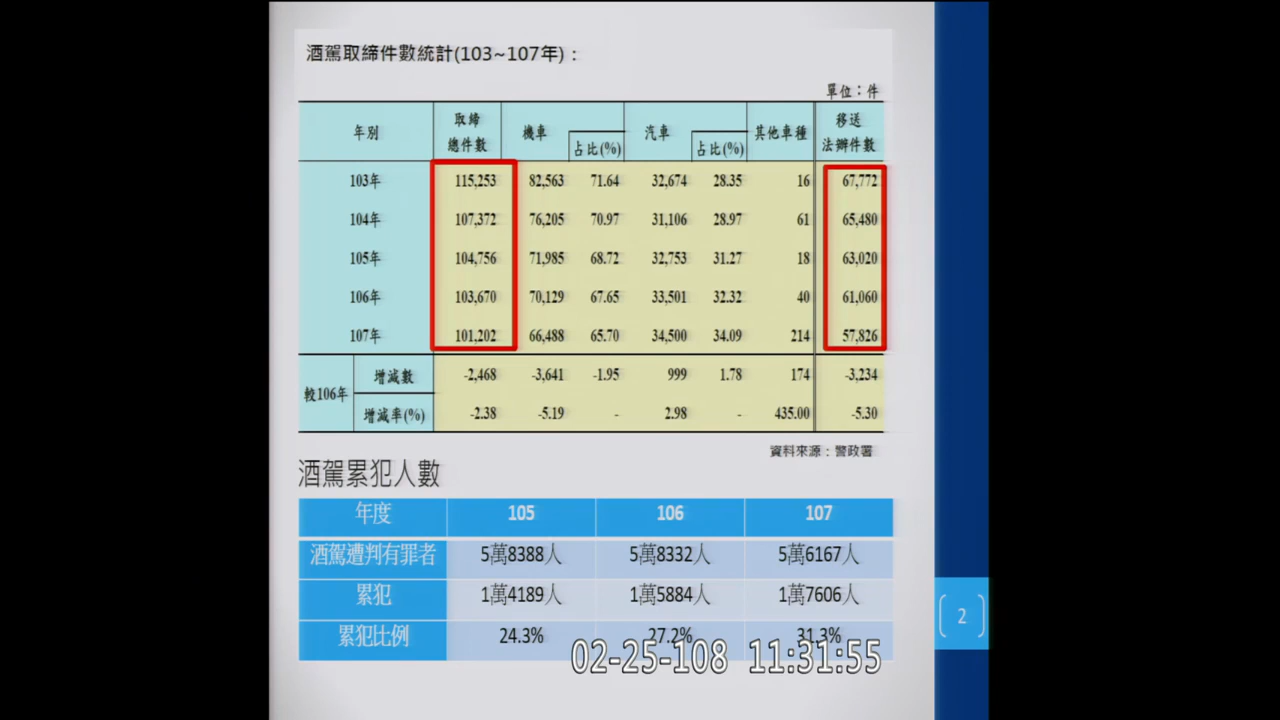 酒駕取締件數統計(103~107年)：
單位：件
年別 取締總件數 機車 占比(%) 汽車 占比(%) 其他車種 移送法辦件數
103年 115,253 82,563 71.64 32,674 28.35 16 67,772
104年 107,372 76,205 70.97 31,106 28.97 61 65,480
105年 104,756 71,985 68.72 32,753 31.27 18 63,020
106年 103,670 70,129 67.65 33,501 32.32 40 61,060
107年 101,202 66,488 65.70 34,500 34.09 214 57,826
較106年 增減數 -2,468 -3,641 -1.95 999 1.78 174 -3,234
增減率(%) -2.38 -5.19 - 2.98 - 435.00 -5.30
資料來源：警政署
酒駕累犯人數
年度 105 106 107
酒駕遭判有罪者 5萬8388人 5萬8332人 5萬6167人
累犯 1萬4189人 1萬5884人 1萬7606人
累犯比例 24.3% 27.2% 31.3%
2
02-25-108 11:31:55